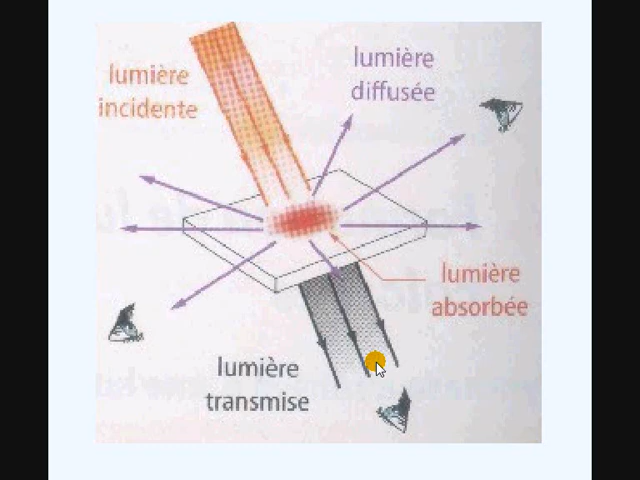 lumière
incidente
lumière
diffusée
lumière
absorbée
lumière
transmise